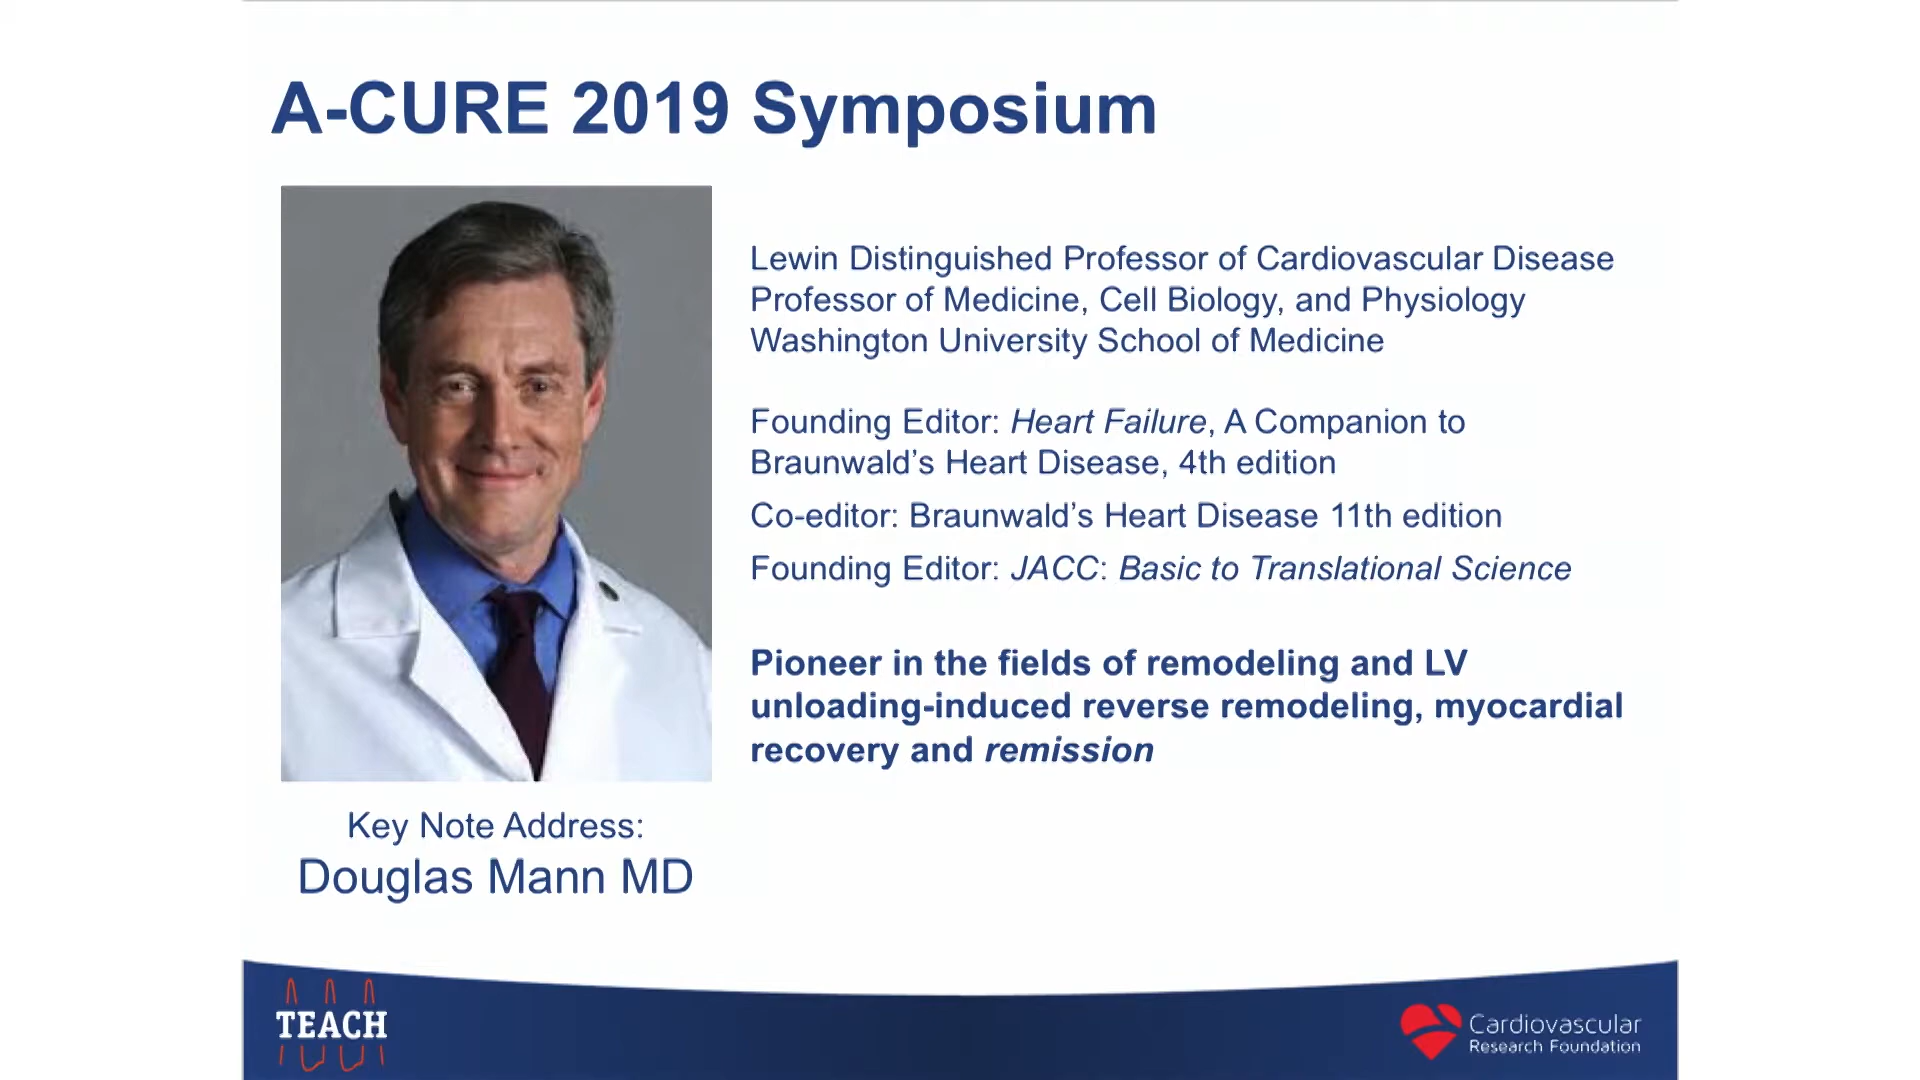 A-CURE 2019 Symposium
Lewin Distinguished Professor of Cardiovascular Disease
Professor of Medicine, Cell Biology, and Physiology
Washington University School of Medicine
Founding Editor: Heart Failure, A Companion to
Braunwald’s Heart Disease, 4th edition
Co-editor: Braunwald’s Heart Disease 11th edition
Founding Editor: JACC: Basic to Translational Science
Pioneer in the fields of remodeling and LV
unloading-induced reverse remodeling, myocardial
recovery and remission
Key Note Address:
Douglas Mann MD
TEACH
Cardiovascular
Research Foundation